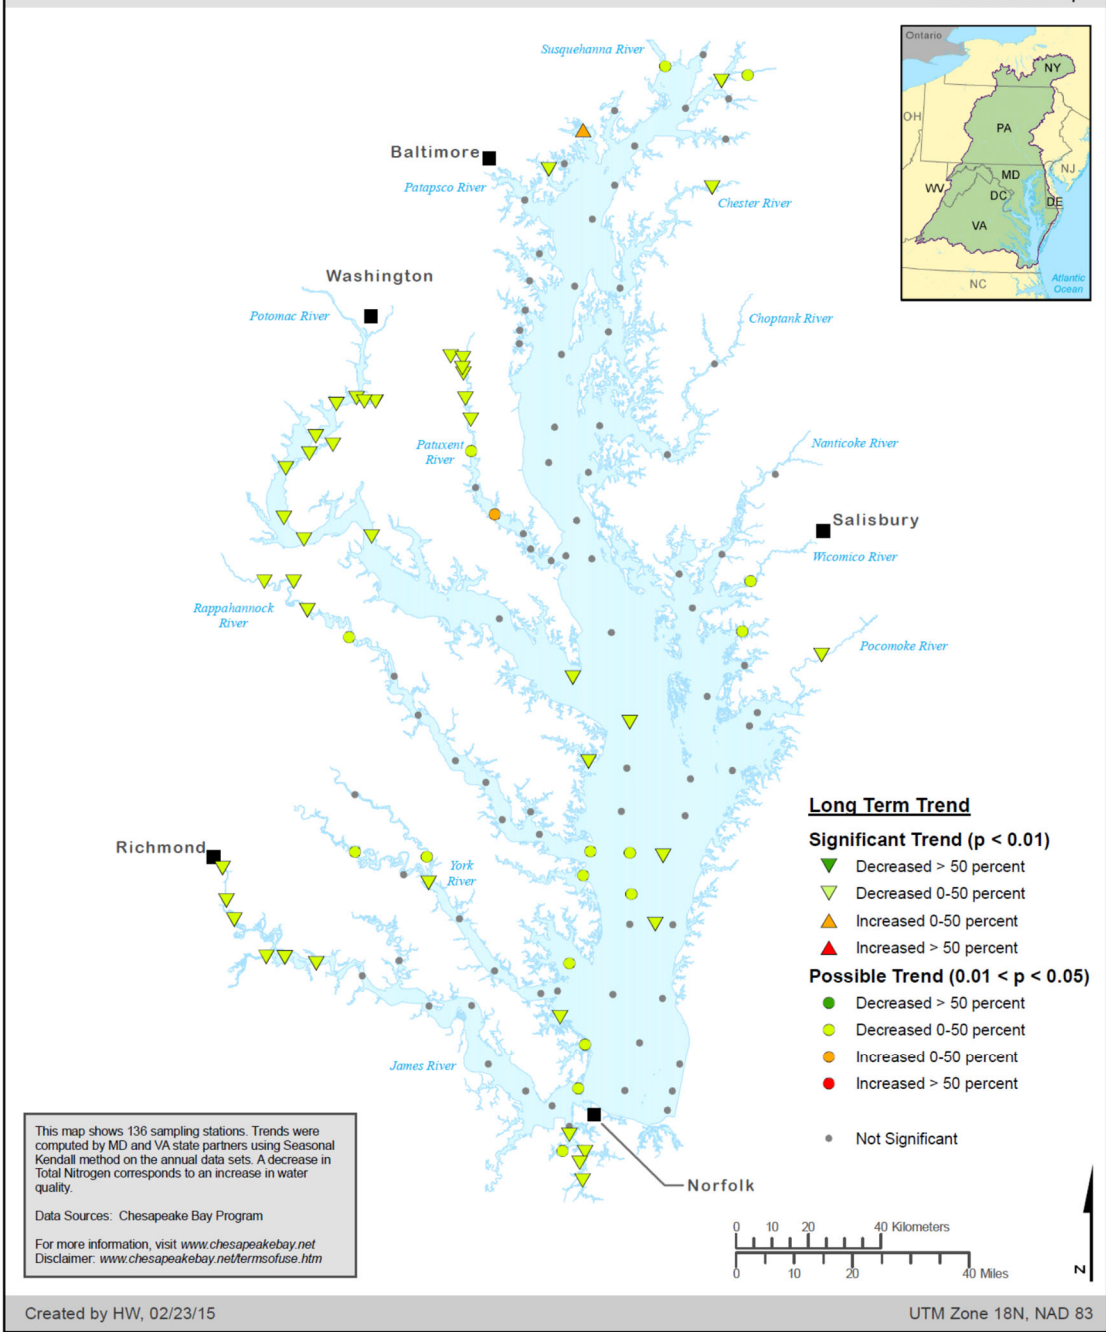 Susquehanna River
Baltimore
Patapsco River
Chester River
Washington
Potomac River
Choptank River
Patuxent
River
Nanticoke River
Salisbury
Wicomico River
Rappahannock
River
Pocomoke River
Richmond
York
River
James River
Norfolk
Ontario
NY
OH
PA
NJ
MD
WV
DC
DE
VA
NC
Atlantic
Ocean
Long Term Trend
Significant Trend (p < 0.01)
Decreased > 50 percent
Decreased 0-50 percent
Increased 0-50 percent
Increased > 50 percent
Possible Trend (0.01 < p < 0.05)
Decreased > 50 percent
Decreased 0-50 percent
Increased 0-50 percent
Increased > 50 percent
Not Significant
This map shows 136 sampling stations. Trends were
computed by MD and VA state partners using Seasonal
Kendall method on the annual data sets. A decrease in
Total Nitrogen corresponds to an increase in water
quality.
Data Sources: Chesapeake Bay Program
For more information, visit www.chesapeakebay.net
Disclaimer: www.chesapeakebay.net/termsofuse.htm
0 10 20 40 Kilometers
0 10 20 40 Miles
N
Created by HW, 02/23/15
UTM Zone 18N, NAD 83